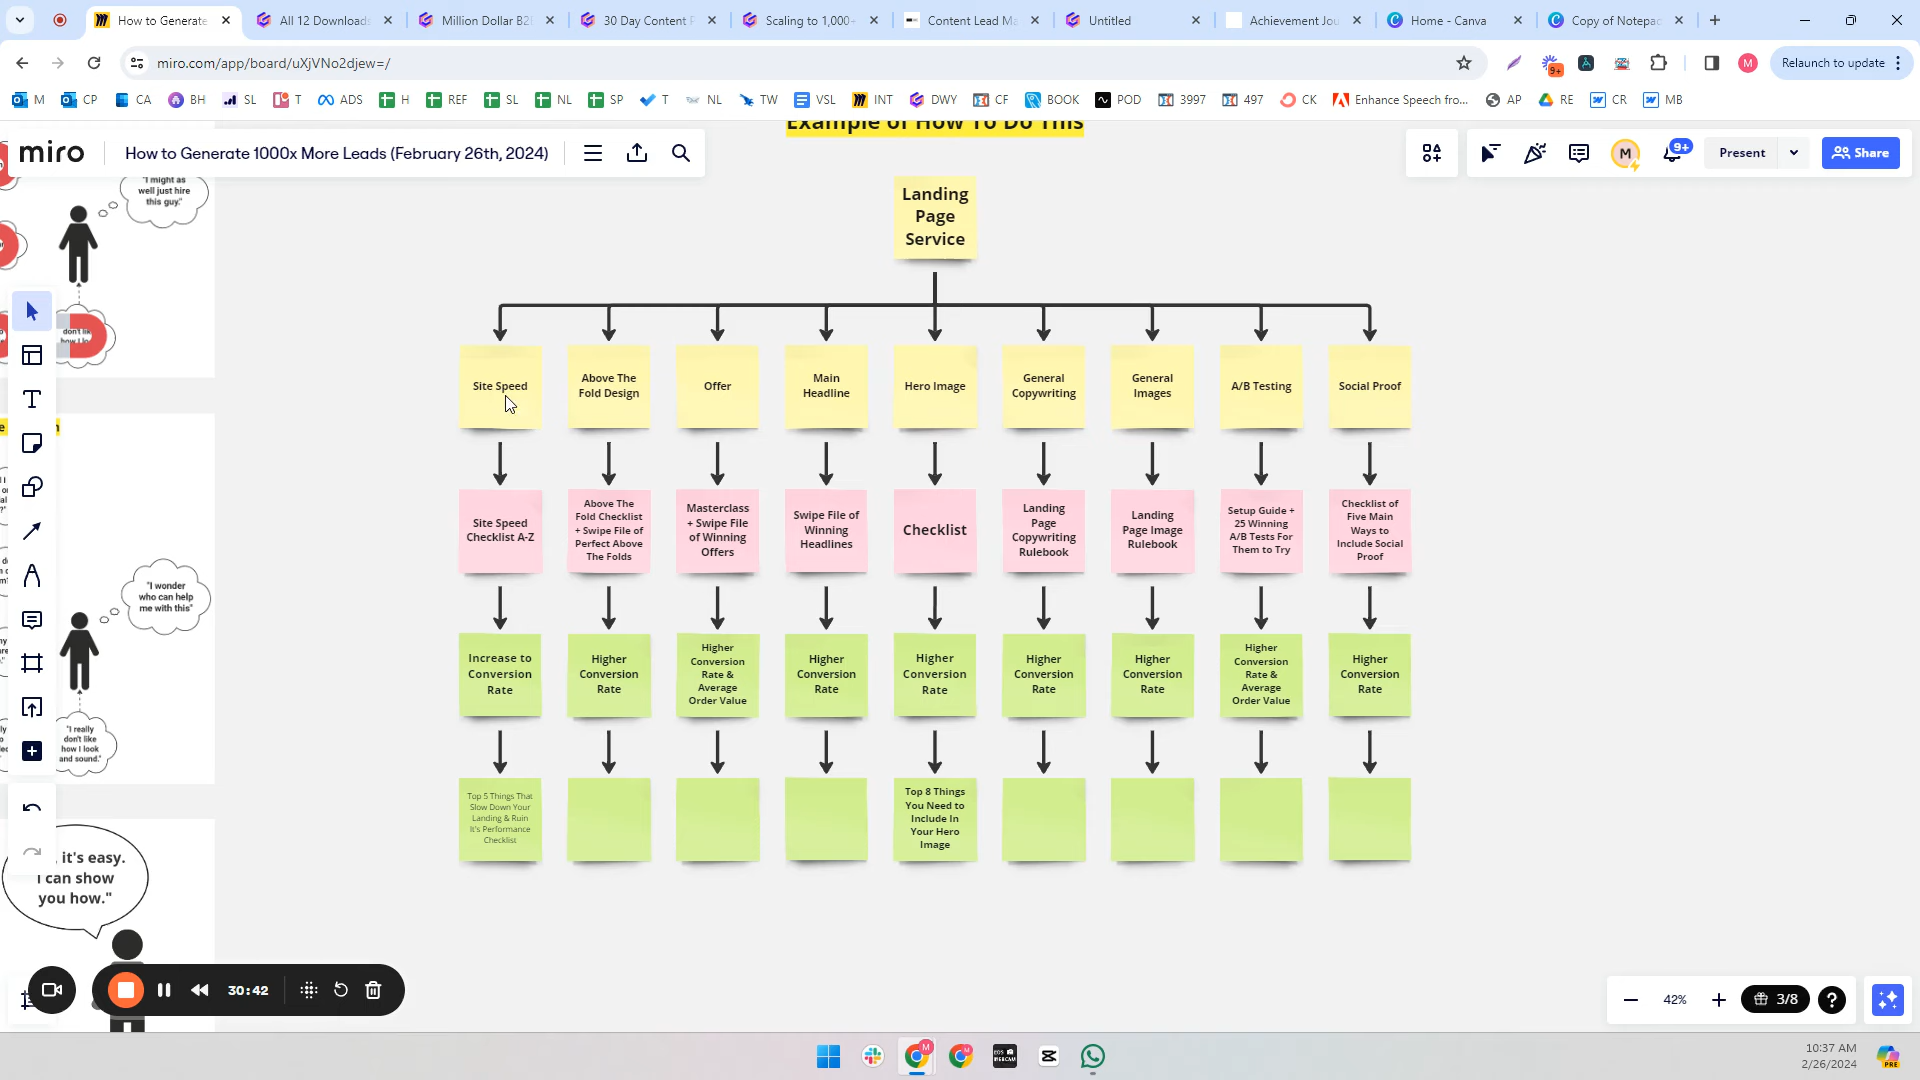 How to Generate
All 12 Downloads
Million Dollar B2
30 Day Content
Scaling to 1,000+
Content Lead Ma
Untitled
Achievement Jou
Home - Canva
Copy of Notepad
miro.com/app/board/uXjVNo2djew=/
9+
M
Relaunch to update
M
CP
CA
BH
SL
T
ADS
H
REF
SL
NL
SP
T
NL
TW
VSL
INT
DWY
CF
BOOK
POD
3997
497
CK
Enhance Speech fro...
AP
RE
CR
MB
Example of How To Do This
miro
How to Generate 1000x More Leads (February 26th, 2024)
M
9+
Present
Share
"I might as
well just hire
this guy."
Landing
Page
Service
Site Speed
Above The
Fold Design
Offer
Main
Headline
Hero Image
General
Copywriting
General
Images
A/B Testing
Social Proof
Site Speed
Checklist A-Z
Above The
Fold Checklist
+ Swipe File of
Perfect Above
The Folds
Masterclass
+ Swipe File
of Winning
Offers
Swipe File of
Winning
Headlines
Checklist
Landing
Page
Copywriting
Rulebook
Landing
Page Image
Rulebook
Setup Guide +
25 Winning
A/B Tests For
Them to Try
Checklist of
Five Main
Ways to
Include Social
Proof
"I wonder
who can help
me with this"
Increase to
Conversion
Rate
Higher
Conversion
Rate
Higher
Conversion
Rate &
Average
Order Value
Higher
Conversion
Rate
Higher
Conversion
Rate
Higher
Conversion
Rate
Higher
Conversion
Rate
Higher
Conversion
Rate &
Average
Order Value
Higher
Conversion
Rate
"I really
don't like
how I look
and sound."
Top 5 Things That
Slow Down Your
Landing & Ruin
It's Performance
Checklist
Top 8 Things
You Need to
Include In
Your Hero
Image
it's easy.
I can show
you how."
30:42
42%
3/8
10:37 AM
2/26/2024